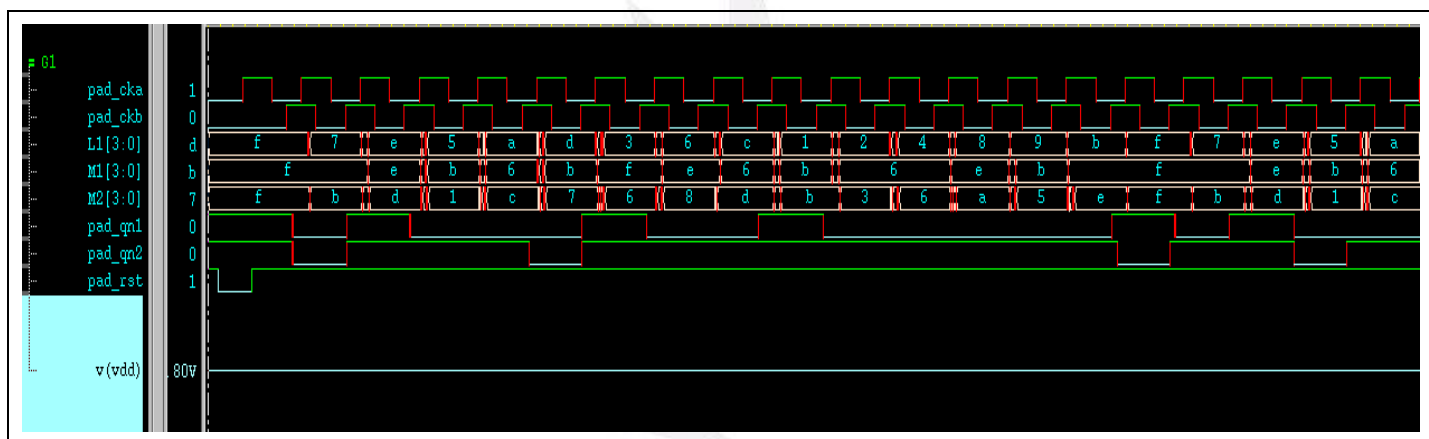 G1
pad_cka 1
pad_ckb 0
L1[3:0] d f 7 e 5 a d 3 6 c 1 2 4 8 9 b f 7 e 5 a
M1[3:0] b f e b 6 b f e 6 b 6 e b f e b 6
M2[3:0] 7 f b d 1 c 7 6 8 d b 3 6 a 5 e f b d 1 c
pad_qn1 0
pad_qn2 0
pad_rst 1
v(vdd) .80V